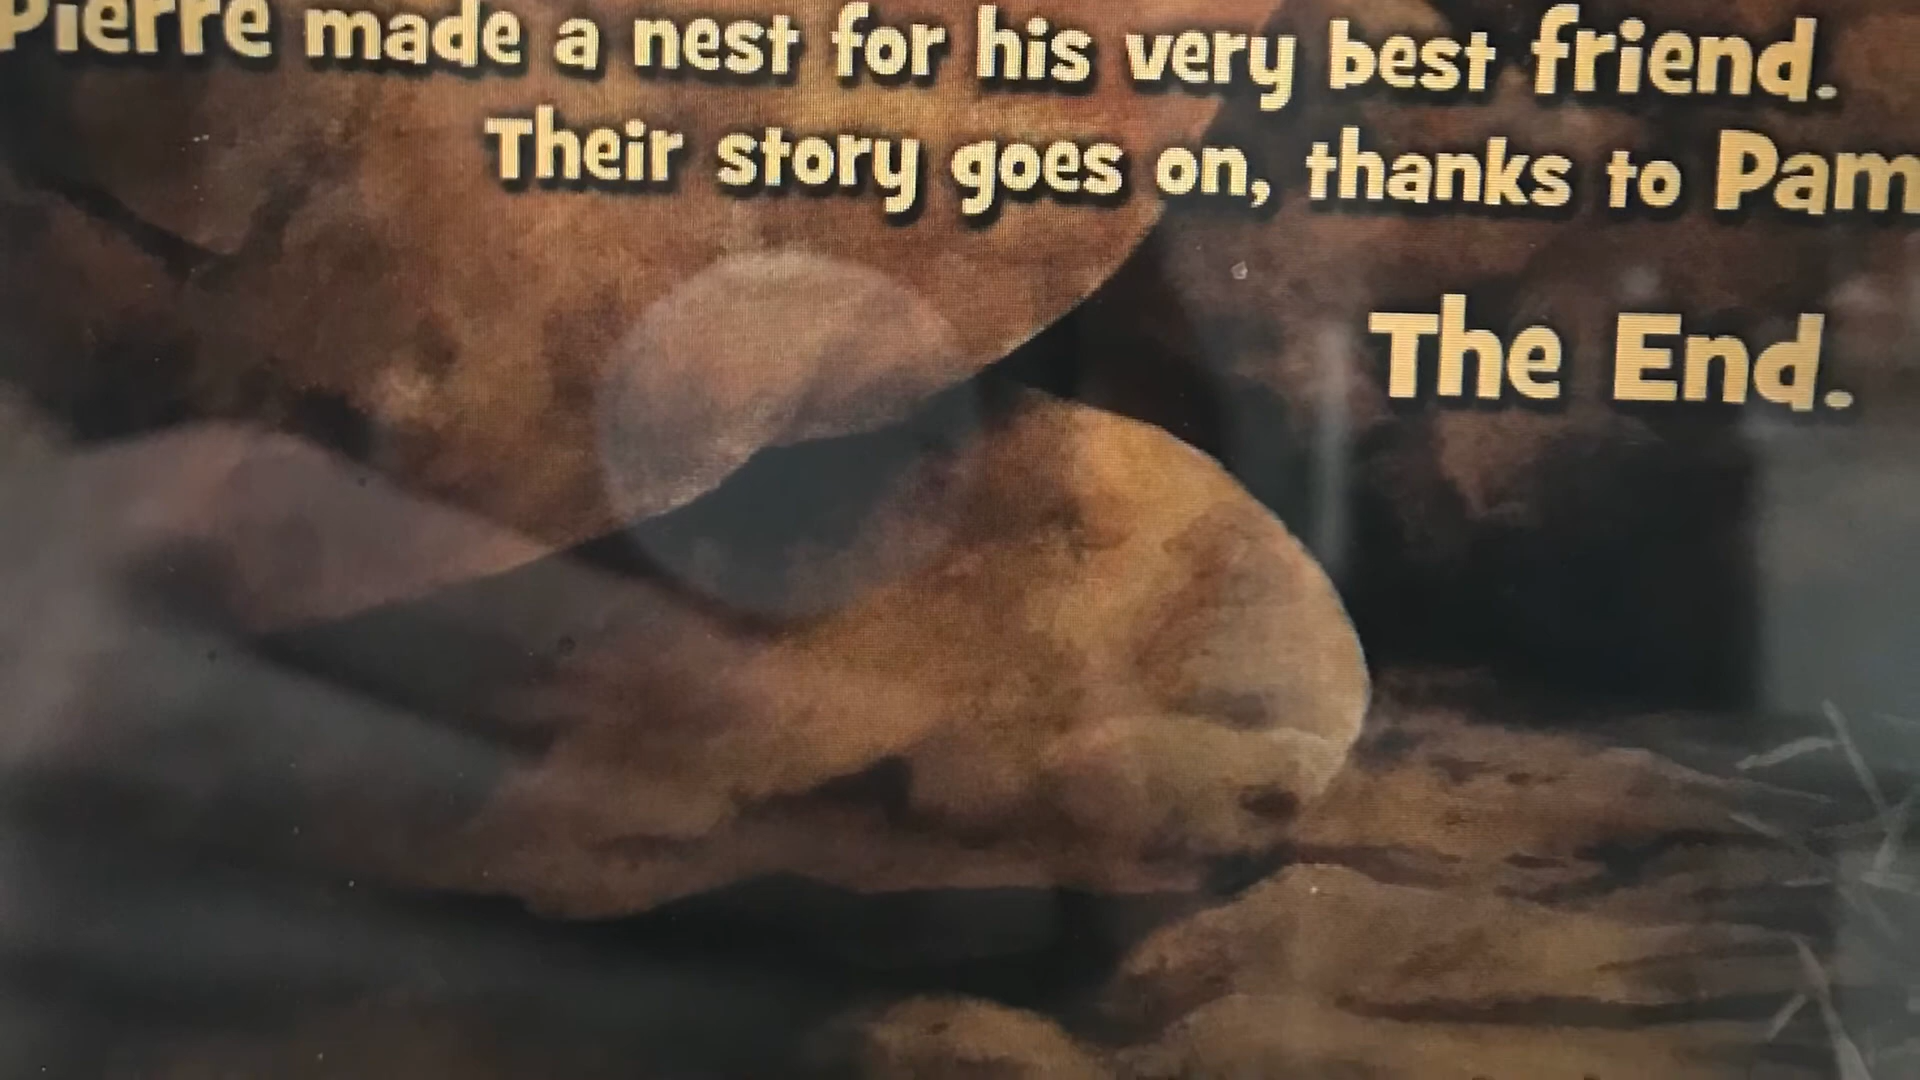 Pierre made a nest for his very best friend.
Their story goes on, thanks to Pam
The End.